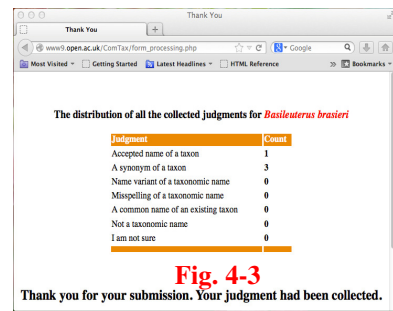 Thank You
Thank You
www9.open.ac.uk/ComTax/form_processing.php
Google
Most Visited
Getting Started
Latest Headlines
HTML Reference
Bookmarks
The distribution of all the collected judgments for Basileuterus brasieri
Judgment Count
Accepted name of a taxon 1
A synonym of a taxon 3
Name variant of a taxonomic name 0
Misspelling of a taxonomic name 0
A common name of an existing taxon 0
Not a taxonomic name 0
I am not sure 0
Fig. 4-3
Thank you for your submission. Your judgment had been collected.